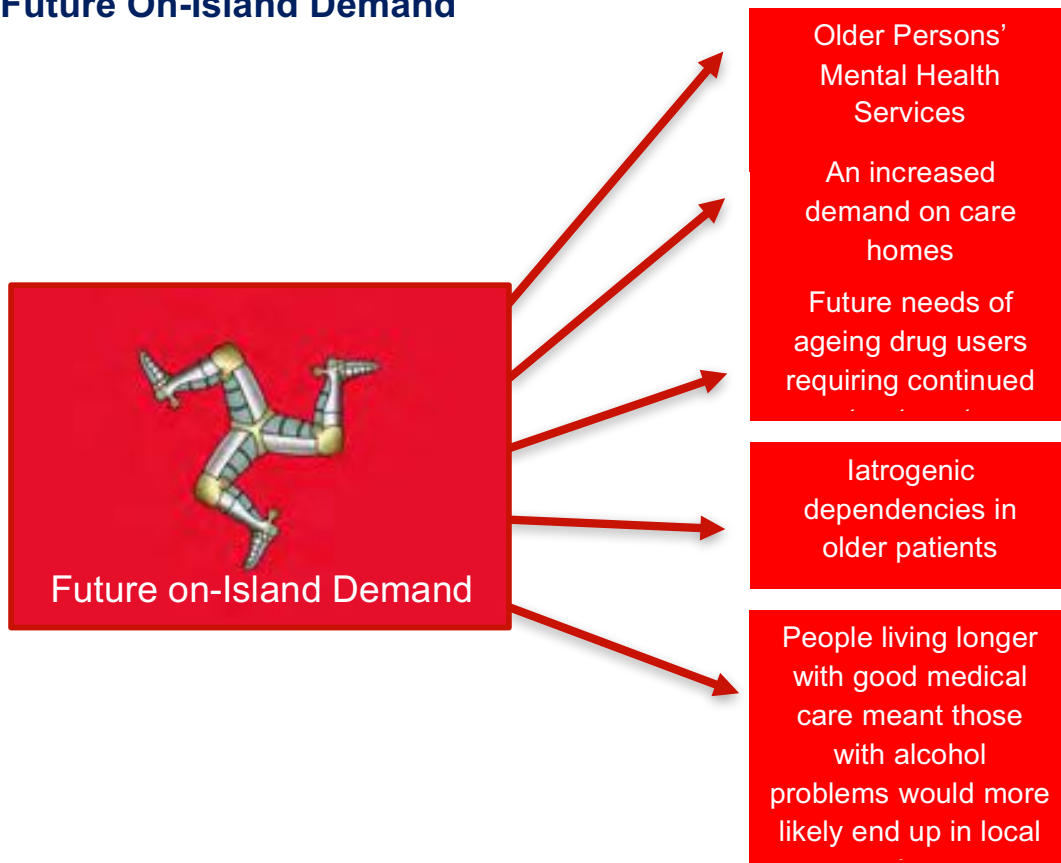 Future On-Island Demand
Older Persons’
Mental Health
Services
An increased
demand on care
homes
Future needs of
ageing drug users
requiring continued
Iatrogenic
dependencies in
older patients
People living longer
with good medical
care meant those
with alcohol
problems would more
likely end up in local
Future on-Island Demand